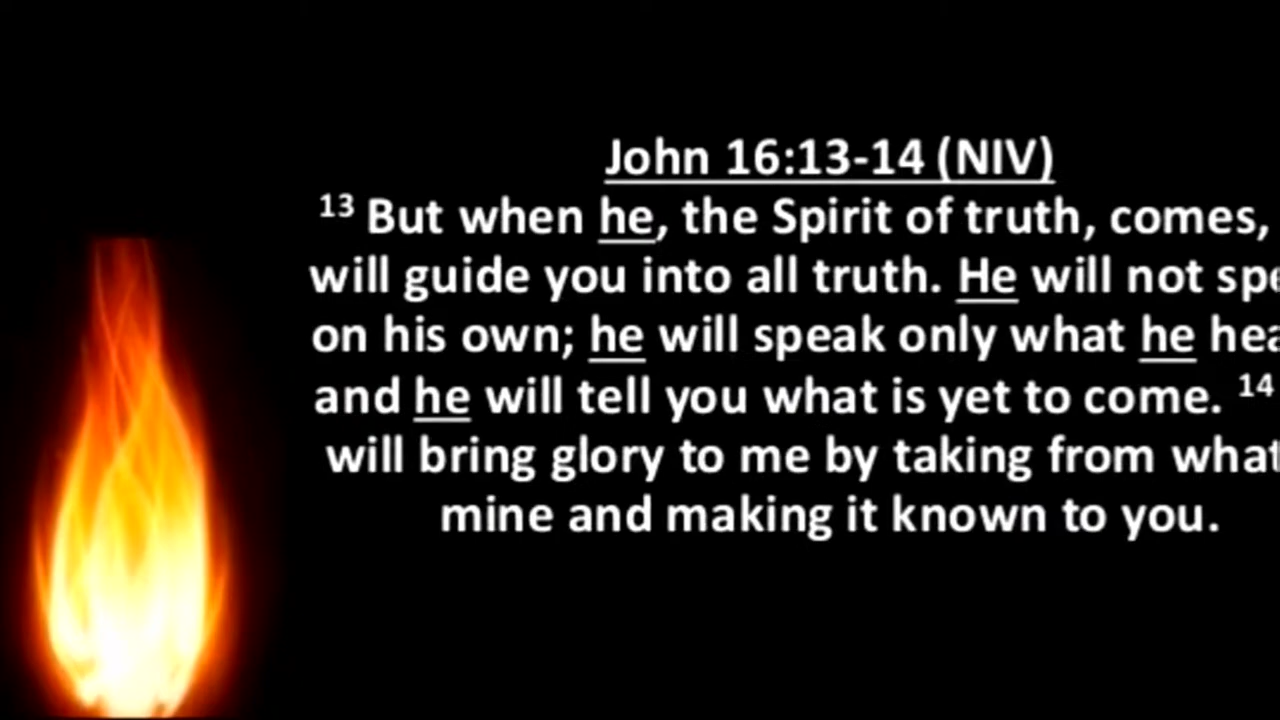 John 16:13-14 (NIV)
13 But when he, the Spirit of truth, comes,
will guide you into all truth. He will not spe
on his own; he will speak only what he hea
and he will tell you what is yet to come. 14
will bring glory to me by taking from what
mine and making it known to you.